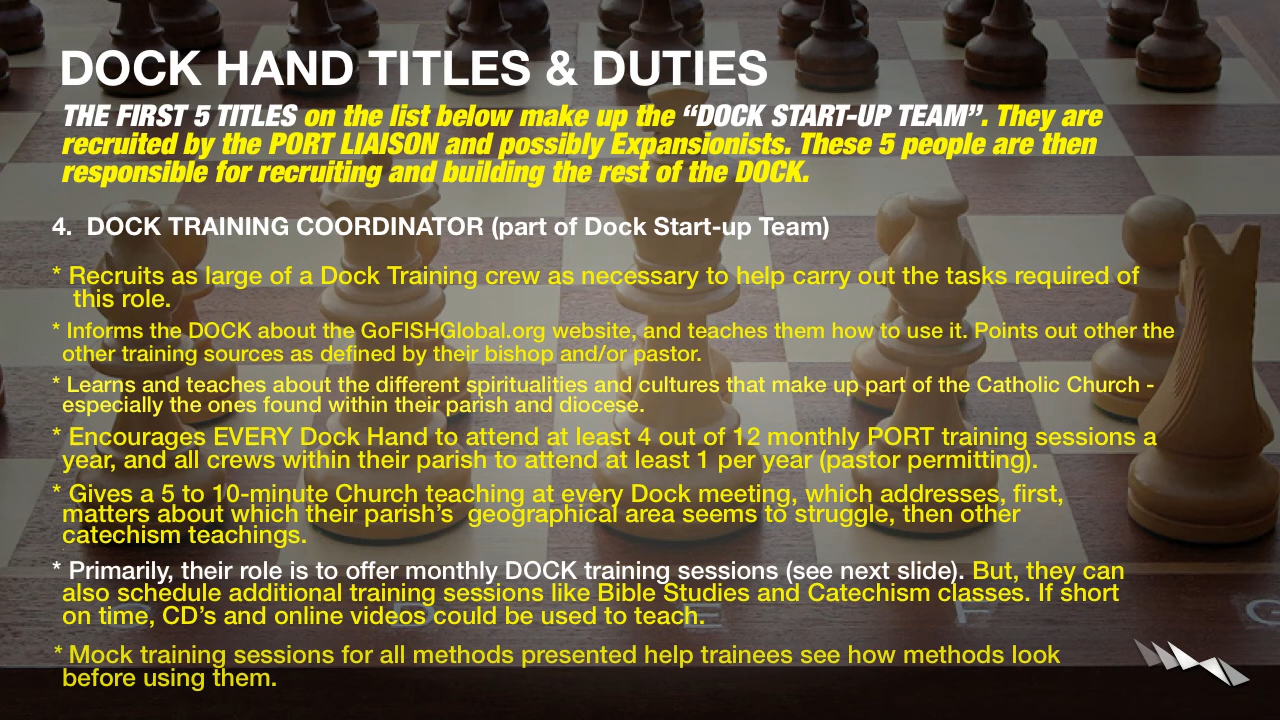 DOCK HAND TITLES & DUTIES
THE FIRST 5 TITLES on the list below make up the “DOCK START-UP TEAM”. They are
recruited by the PORT LIAISON and possibly Expansionists. These 5 people are then
responsible for recruiting and building the rest of the DOCK.
4. DOCK TRAINING COORDINATOR (part of Dock Start-up Team)
* Recruits as large of a Dock Training crew as necessary to help carry out the tasks required of
this role.
* Informs the DOCK about the GoFISHGlobal.org website, and teaches them how to use it. Points out other the
other training sources as defined by their bishop and/or pastor.
* Learns and teaches about the different spiritualities and cultures that make up part of the Catholic Church -
especially the ones found within their parish and diocese.
* Encourages EVERY Dock Hand to attend at least 4 out of 12 monthly PORT training sessions a
year, and all crews within their parish to attend at least 1 per year (pastor permitting).
* Gives a 5 to 10-minute Church teaching at every Dock meeting, which addresses, first,
matters about which their parish’s  geographical area seems to struggle, then other
catechism teachings.
* Primarily, their role is to offer monthly DOCK training sessions (see next slide). But, they can
also schedule additional training sessions like Bible Studies and Catechism classes. If short
on time, CD’s and online videos could be used to teach.
* Mock training sessions for all methods presented help trainees see how methods look
before using them.